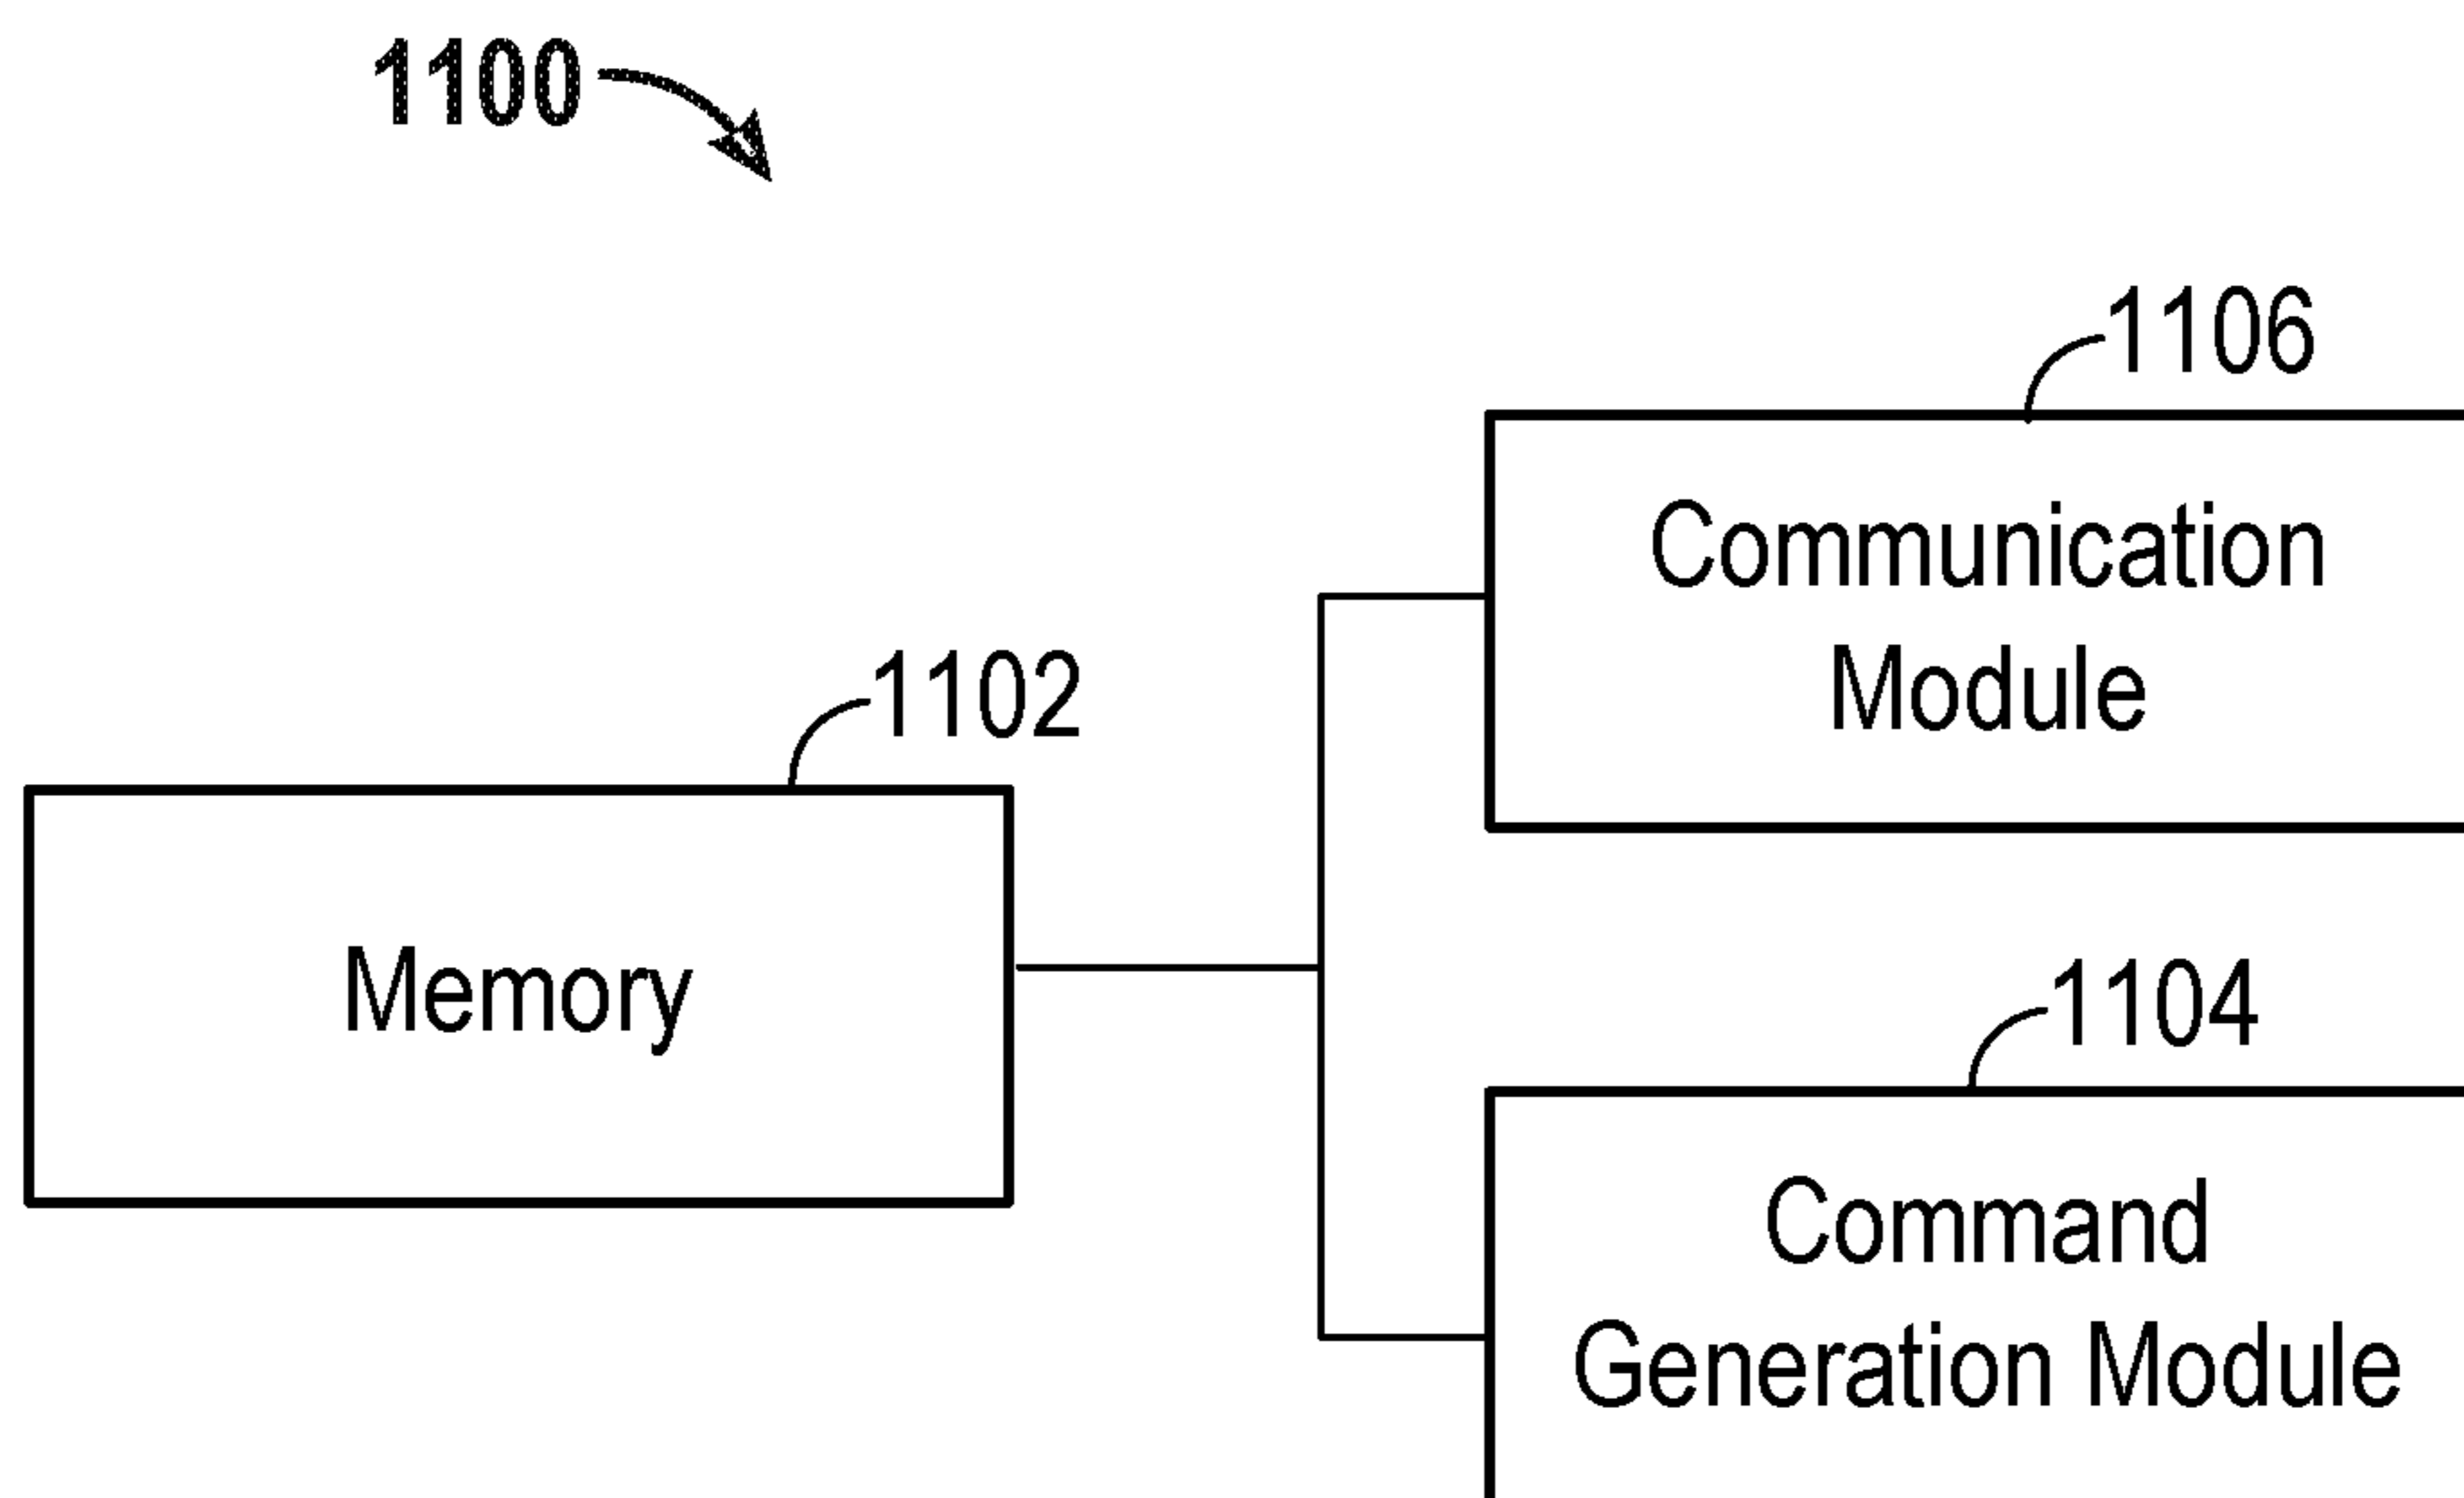 1100
1106
Communication
Module
1102
Memory
1104
Command
Generation Module